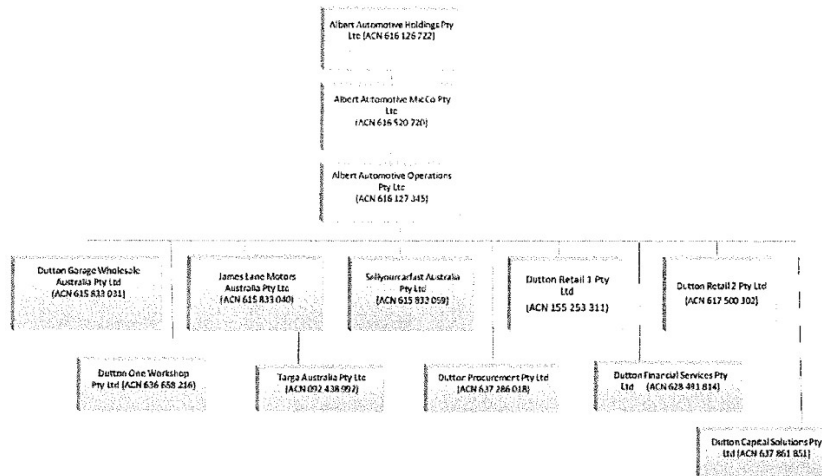 Albert Automotive Holdings Pty
Ltd (ACN 616 126 722)
Albert Automotive MidCo Pty
Ltd
(ACN 616 520 720)
Albert Automotive Operations
Pty Ltd
(ACN 616 127 345)
Dutton Garage Wholesale
Australia Pty Ltd
(ACN 615 833 031)
James Lane Motors
Australia Pty Ltd
(ACN 615 833 040)
Sellyourcarfast Australia
Pty Ltd
(ACN 615 833 059)
Dutton Retail 1 Pty
Ltd
(ACN 155 253 311)
Dutton Retail 2 Pty Ltd
(ACN 617 500 302)
Dutton One Workshop
Pty Ltd (ACN 636 658 216)
Targa Australia Pty Ltd
(ACN 092 438 992)
Dutton Procurement Pty Ltd
(ACN 637 286 018)
Dutton Financial Services Pty
Ltd (ACN 628 491 814)
Dutton Capital Solutions Pty
Ltd (ACN 637 861 851)